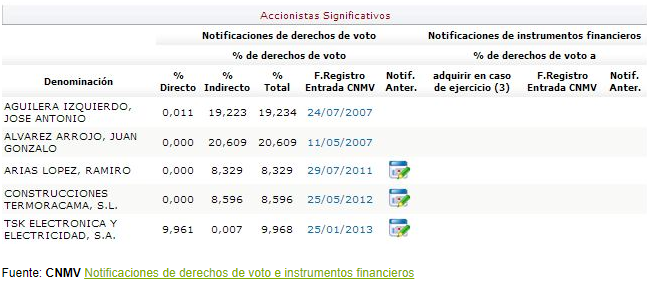 Accionistas Significativos
Notificaciones de derechos de voto Notificaciones de instrumentos financieros
% de derechos de voto % de derechos de voto a
Denominación % Directo % Indirecto % Total F.Registro Entrada CNMV Notif. Anter. adquirir en caso de ejercicio (3) F.Registro Entrada CNMV Notif. Anter.
AGUILERA IZQUIERDO, JOSE ANTONIO 0,011 19,223 19,234 24/07/2007
ALVAREZ ARROJO, JUAN GONZALO 0,000 20,609 20,609 11/05/2007
ARIAS LOPEZ, RAMIRO 0,000 8,329 8,329 29/07/2011
CONSTRUCCIONES TERMORACAMA, S.L. 0,000 8,596 8,596 25/05/2012
TSK ELECTRONICA Y ELECTRICIDAD, S.A. 9,961 0,007 9,968 25/01/2013
Fuente: CNMV Notificaciones de derechos de voto e instrumentos financieros